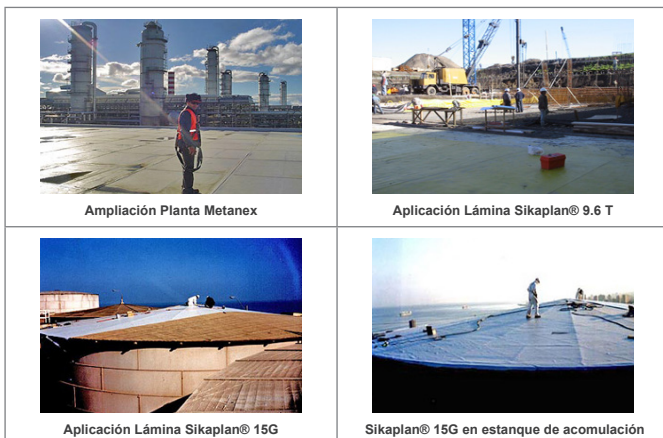 Ampliación Planta Metanex
Aplicación Lámina Sikaplan® 9.6 T
Aplicación Lámina Sikaplan® 15G
Sikaplan® 15G en estanque de acomulación